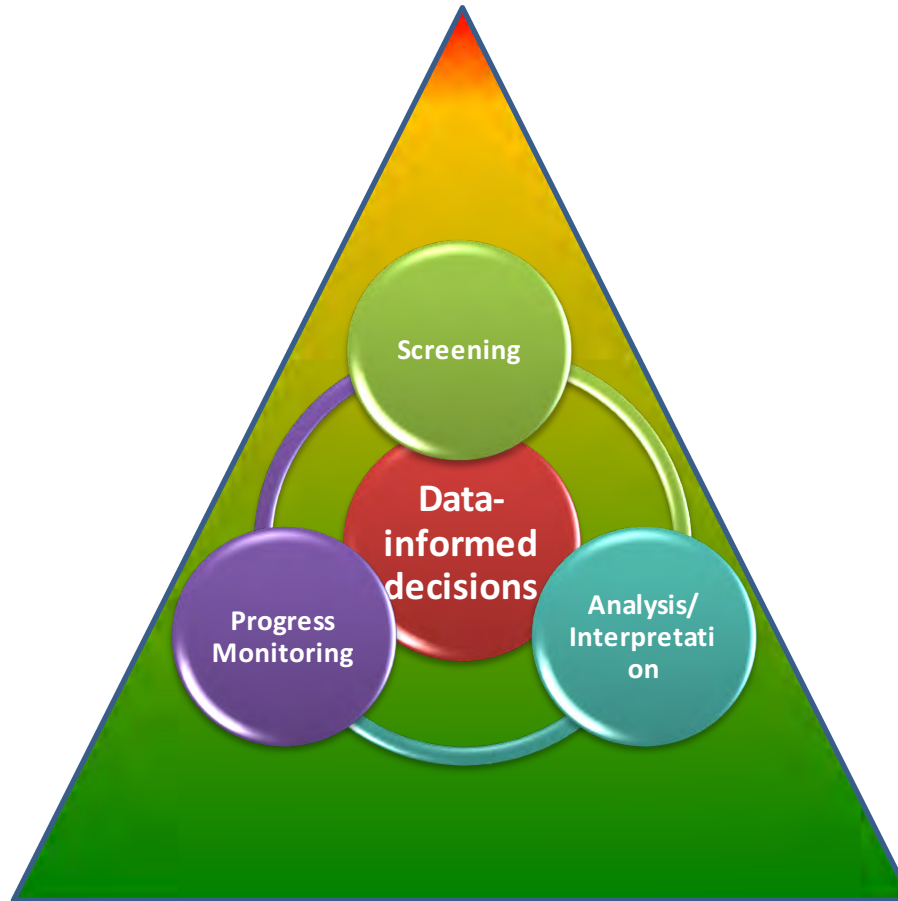 Screening
Data-
informed
decisions
Progress
Monitoring
Analysis/
Interpretati
on